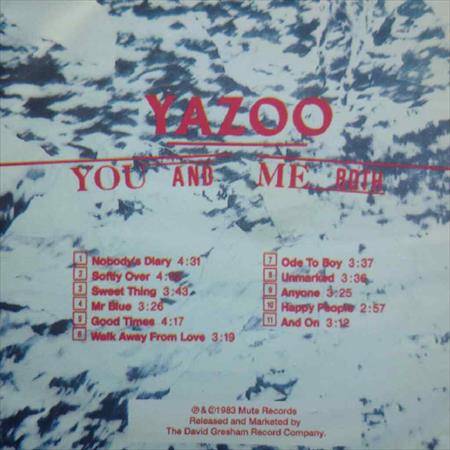 YAZOO
YOU AND ME BOTH
1 Nobody's Diary 4:31
2 Softly Over
3 Sweet Thing 3:43
4 Mr Blue 3:26
5 Good Times 4:17
6 Walk Away From Love 3:19
7 Ode To Boy 3:37
8 Unmarked 3:36
9 Anyone 3:25
10 Happy People 2:57
11 And On 3:12
℗ & ©1983 Mute Records
Released and Marketed by
The David Gresham Record Company.